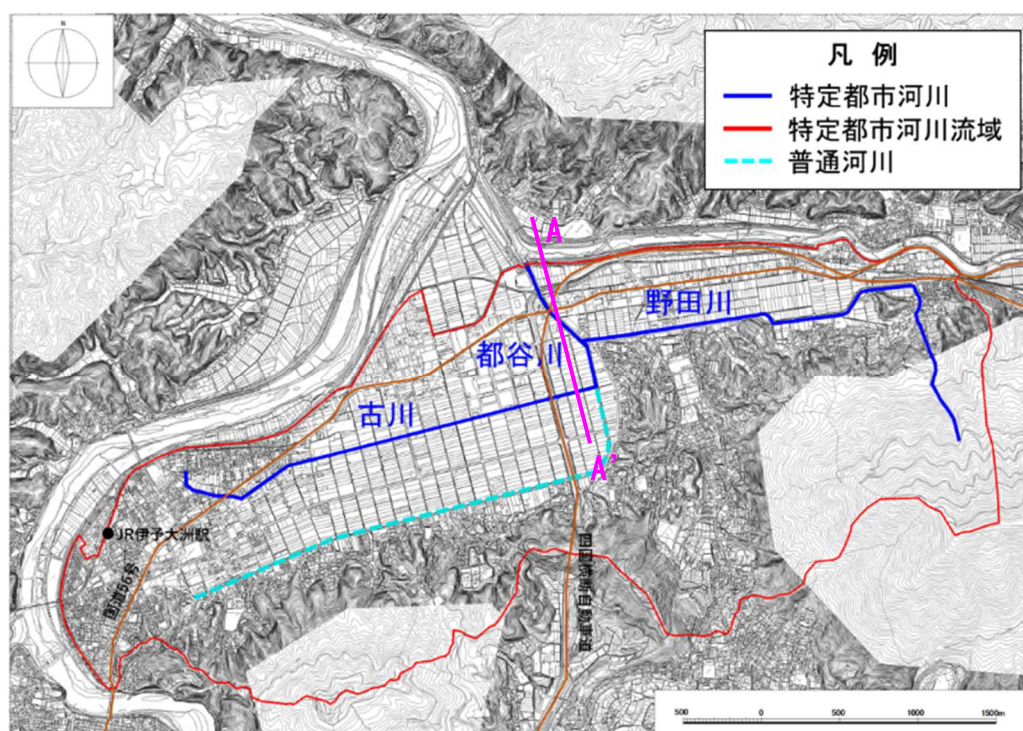 N
凡 例
特定都市河川
特定都市河川流域
普通河川
A
野田川
都谷川
古川
A'
JR伊予大洲駅
国道56号
四国横断自動車道
500 0 500 1000 1500m